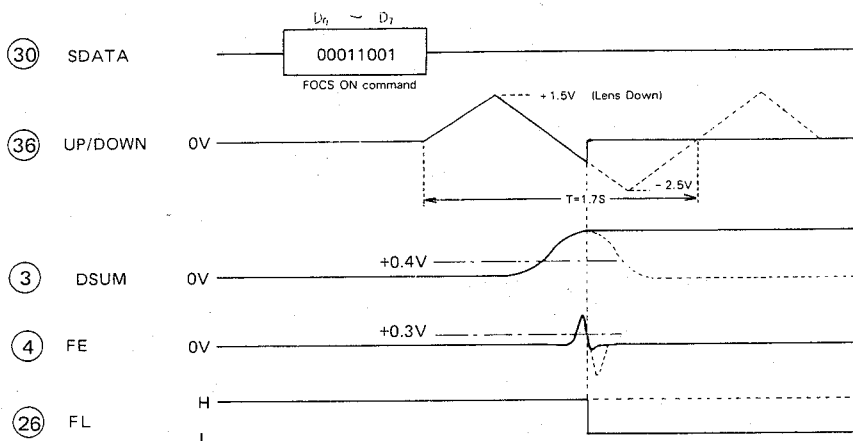 D₀ ~ D₇
30 SDATA 00011001
FOCS ON command
+1.5V (Lens Down)
36 UP/DOWN 0V
-2.5V
T=1.7S
+0.4V
3 DSUM 0V
+0.3V
4 FE 0V
H
26 FL
L